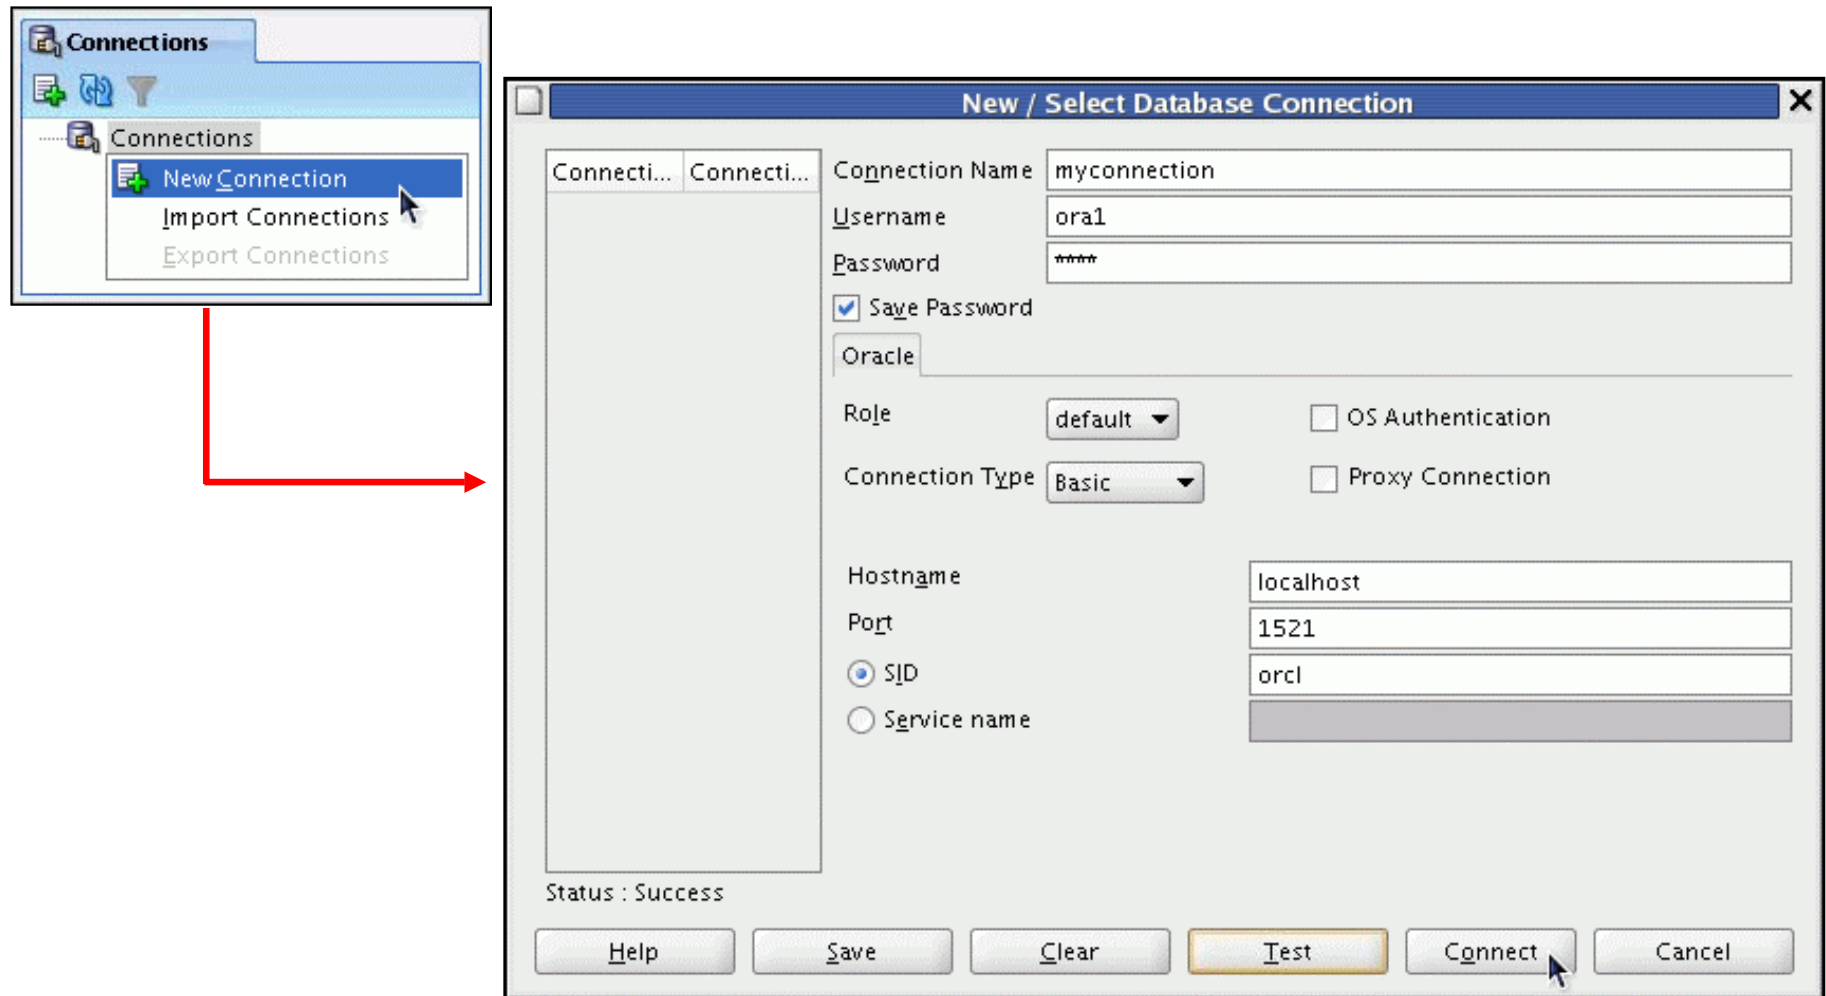 Connections
Connections
New Connection
Import Connections
Export Connections
New / Select Database Connection
Connecti... Connecti...
Connection Name myconnection
Username ora1
Password ****
Save Password
Oracle
Role default OS Authentication
Connection Type Basic Proxy Connection
Hostname localhost
Port 1521
SID orcl
Service name
Status : Success
Help Save Clear Test Connect Cancel